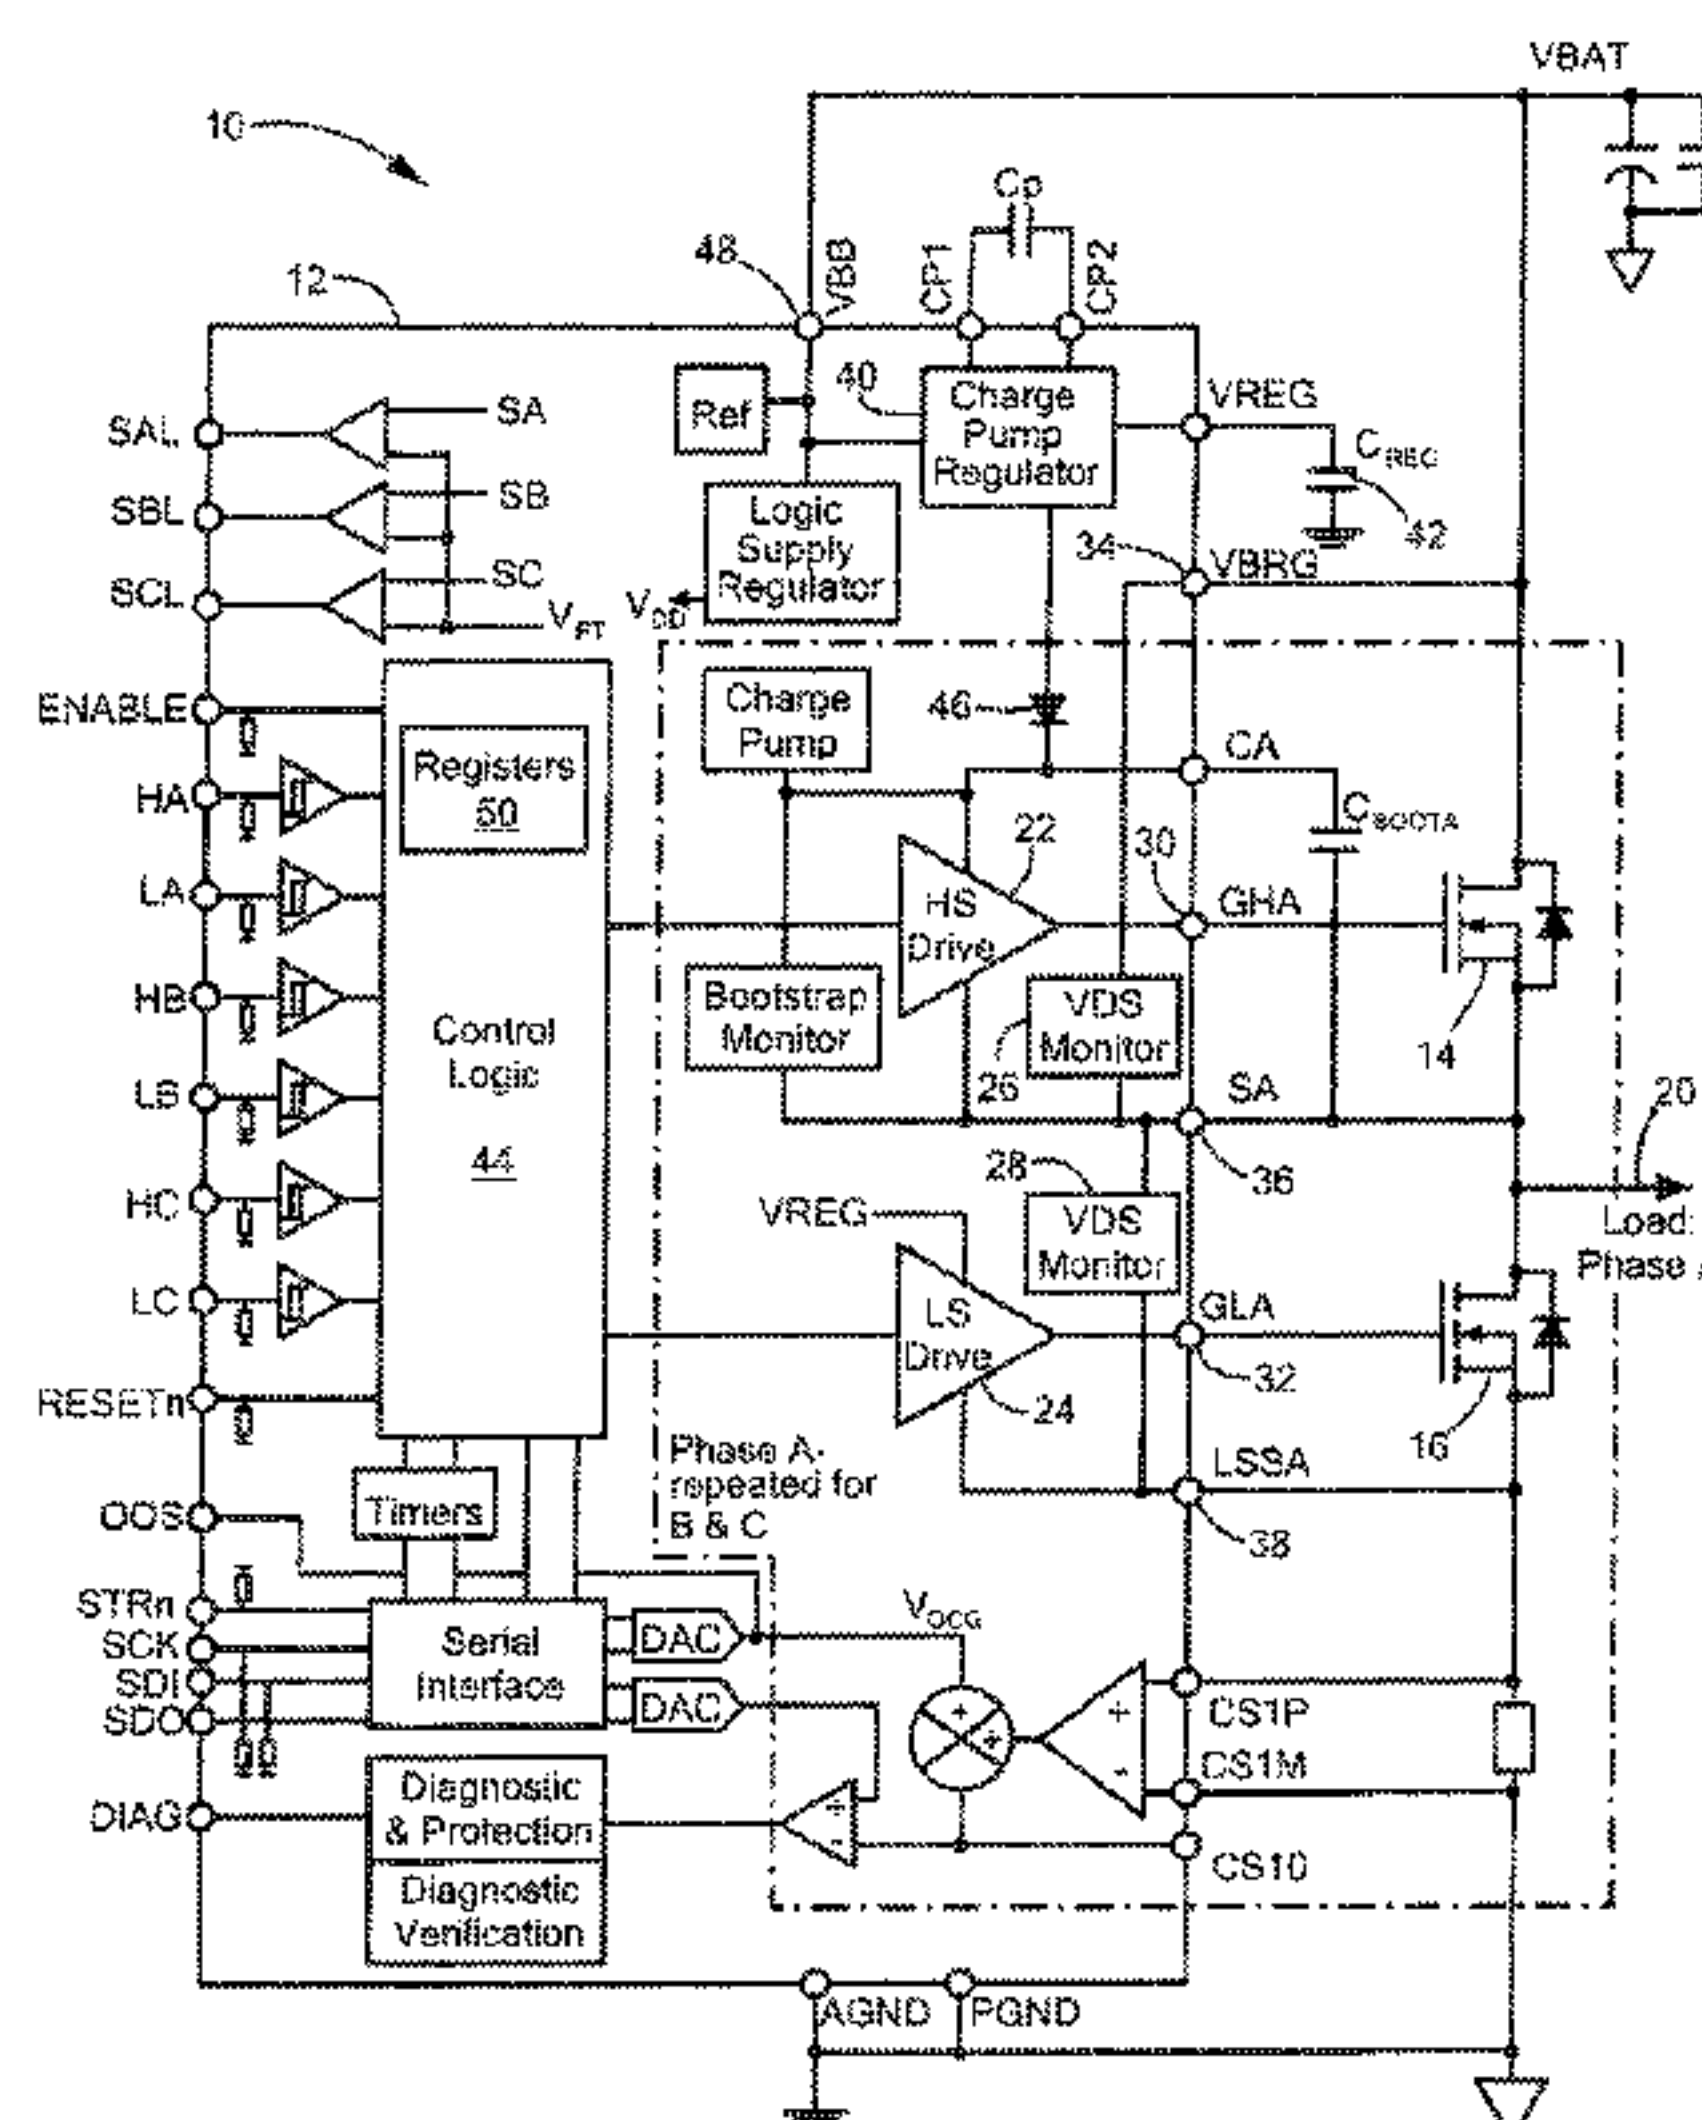 VBAT
10
Cp
48
VBB
CP1
CP2
12
40
Ref
Charge
Pump
Regulator
VREG
SAL
SA
CREG
SBL
SB
Logic
Supply
Regulator
42
34
VBRG
SCL
SC
VPT
VDD
ENABLE
Charge
Pump
46
CA
Registers
50
HA
CBOOTA
22
30
LA
HS
Drive
GHA
HB
Bootstrap
Monitor
VDS
Monitor
Control
Logic
14
26
SA
LB
20
44
28
36
HC
VREG
VDS
Monitor
Load:
Phase
LC
LS
Drive
GLA
32
RESETn
24
16
Phase A-
repeated for
B & C
LSSA
Timers
OOS
38
STRn
VOCG
SCK
Serial
Interface
DAC
SDI
DAC
SDO
+
+
+
-
CS1P
CS1M
DIAG
Diagnostic
& Protection
+
-
CS10
Diagnostic
Verification
AGND
PGND